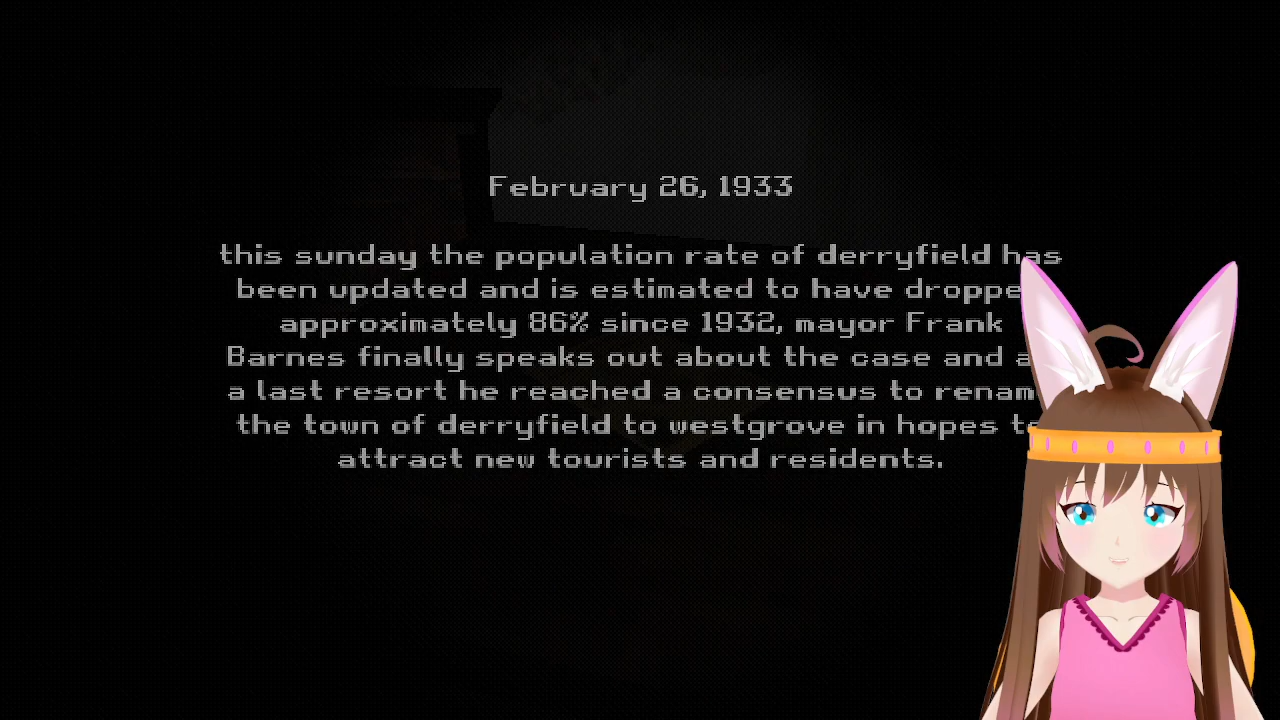 February 26, 1933
this sunday the population rate of derryfield has
been updated and is estimated to have
approximately 86% since 1932, mayor Frank
Barnes finally speaks out about the case and
a last resort he reached a consensus to
the town of derryfield to westgrove in hopes
attract new tourists and residents.